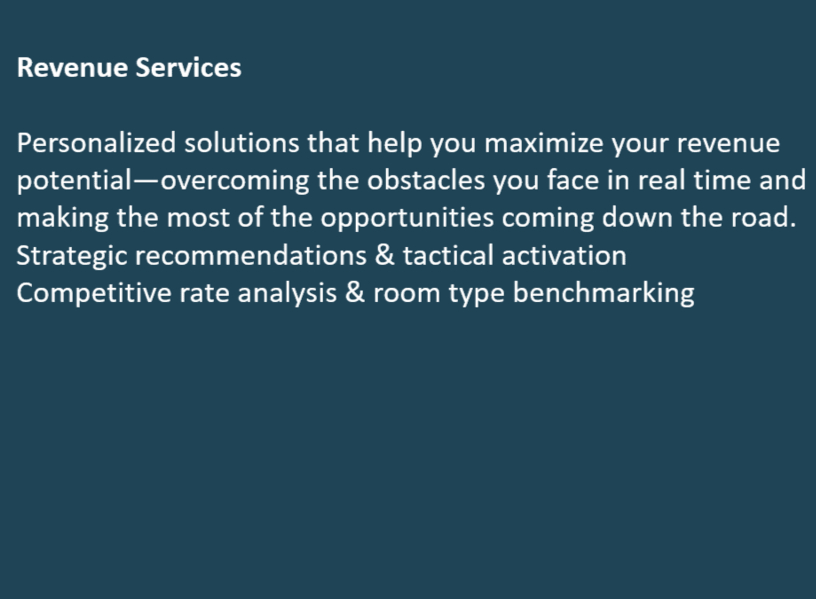 Revenue Services
Personalized solutions that help you maximize your revenue
potential—overcoming the obstacles you face in real time and
making the most of the opportunities coming down the road.
Strategic recommendations & tactical activation
Competitive rate analysis & room type benchmarking